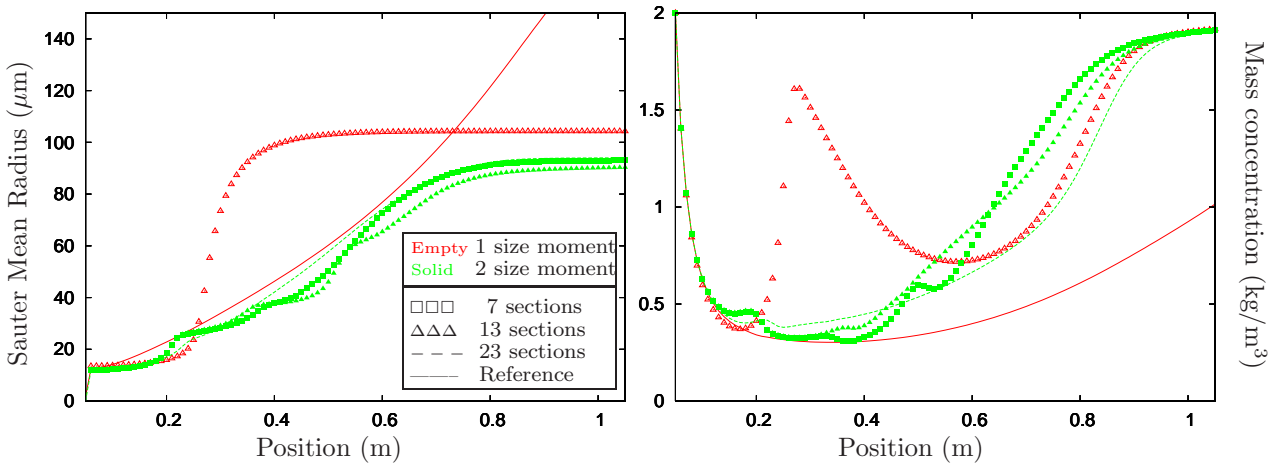 140
120
100
80
60
40
20
0
Sauter Mean Radius (μm)
0.2 0.4 0.6 0.8 1
Position (m)
Empty 1 size moment
Solid 2 size moment
□□□ 7 sections
△△△ 13 sections
--- 23 sections
——– Reference
2
1.5
1
0.5
0
0.2 0.4 0.6 0.8 1
Position (m)
Mass concentration (kg/m³)